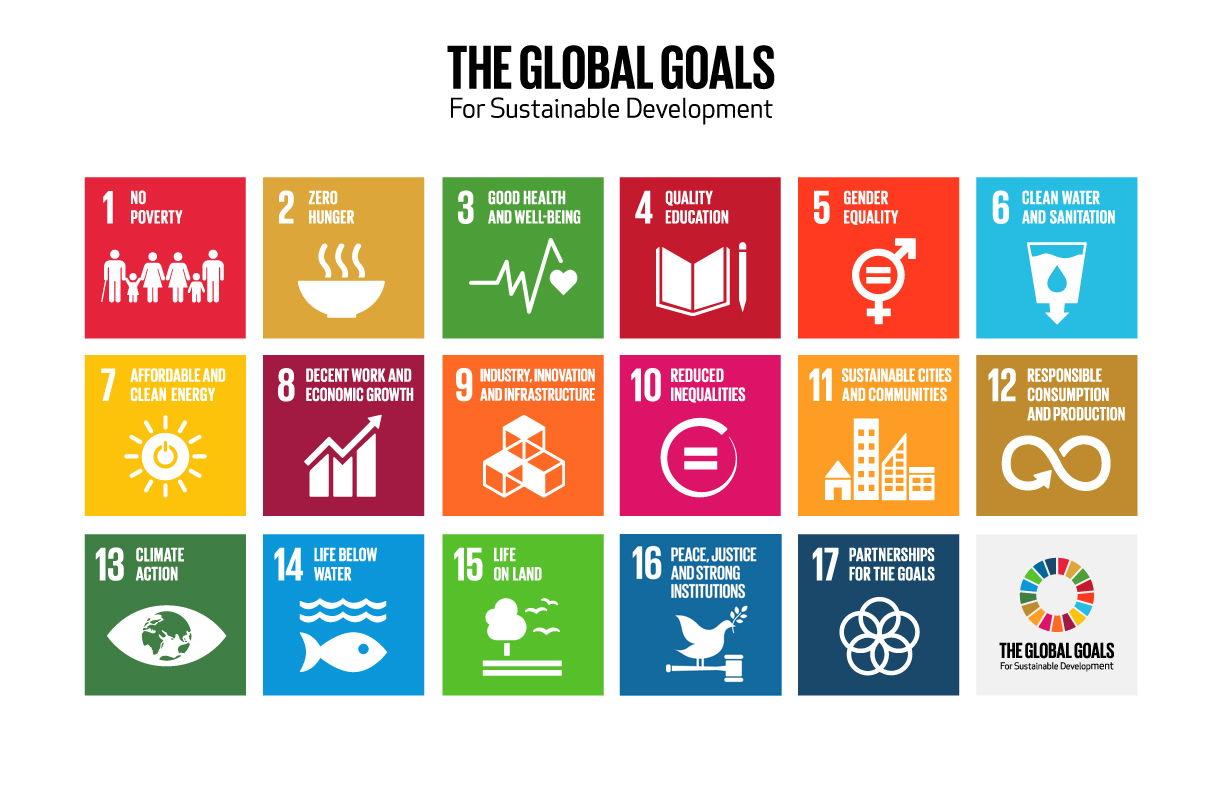 THE GLOBAL GOALS
For Sustainable Development
1 NO
POVERTY
2 ZERO
HUNGER
3 GOOD HEALTH
AND WELL-BEING
4 QUALITY
EDUCATION
5 GENDER
EQUALITY
6 CLEAN WATER
AND SANITATION
7 AFFORDABLE AND
CLEAN ENERGY
8 DECENT WORK AND
ECONOMIC GROWTH
9 INDUSTRY, INNOVATION
AND INFRASTRUCTURE
10 REDUCED
INEQUALITIES
11 SUSTAINABLE CITIES
AND COMMUNITIES
12 RESPONSIBLE
CONSUMPTION
AND PRODUCTION
13 CLIMATE
ACTION
14 LIFE BELOW
WATER
15 LIFE
ON LAND
16 PEACE, JUSTICE
AND STRONG
INSTITUTIONS
17 PARTNERSHIPS
FOR THE GOALS
THE GLOBAL GOALS
For Sustainable Development